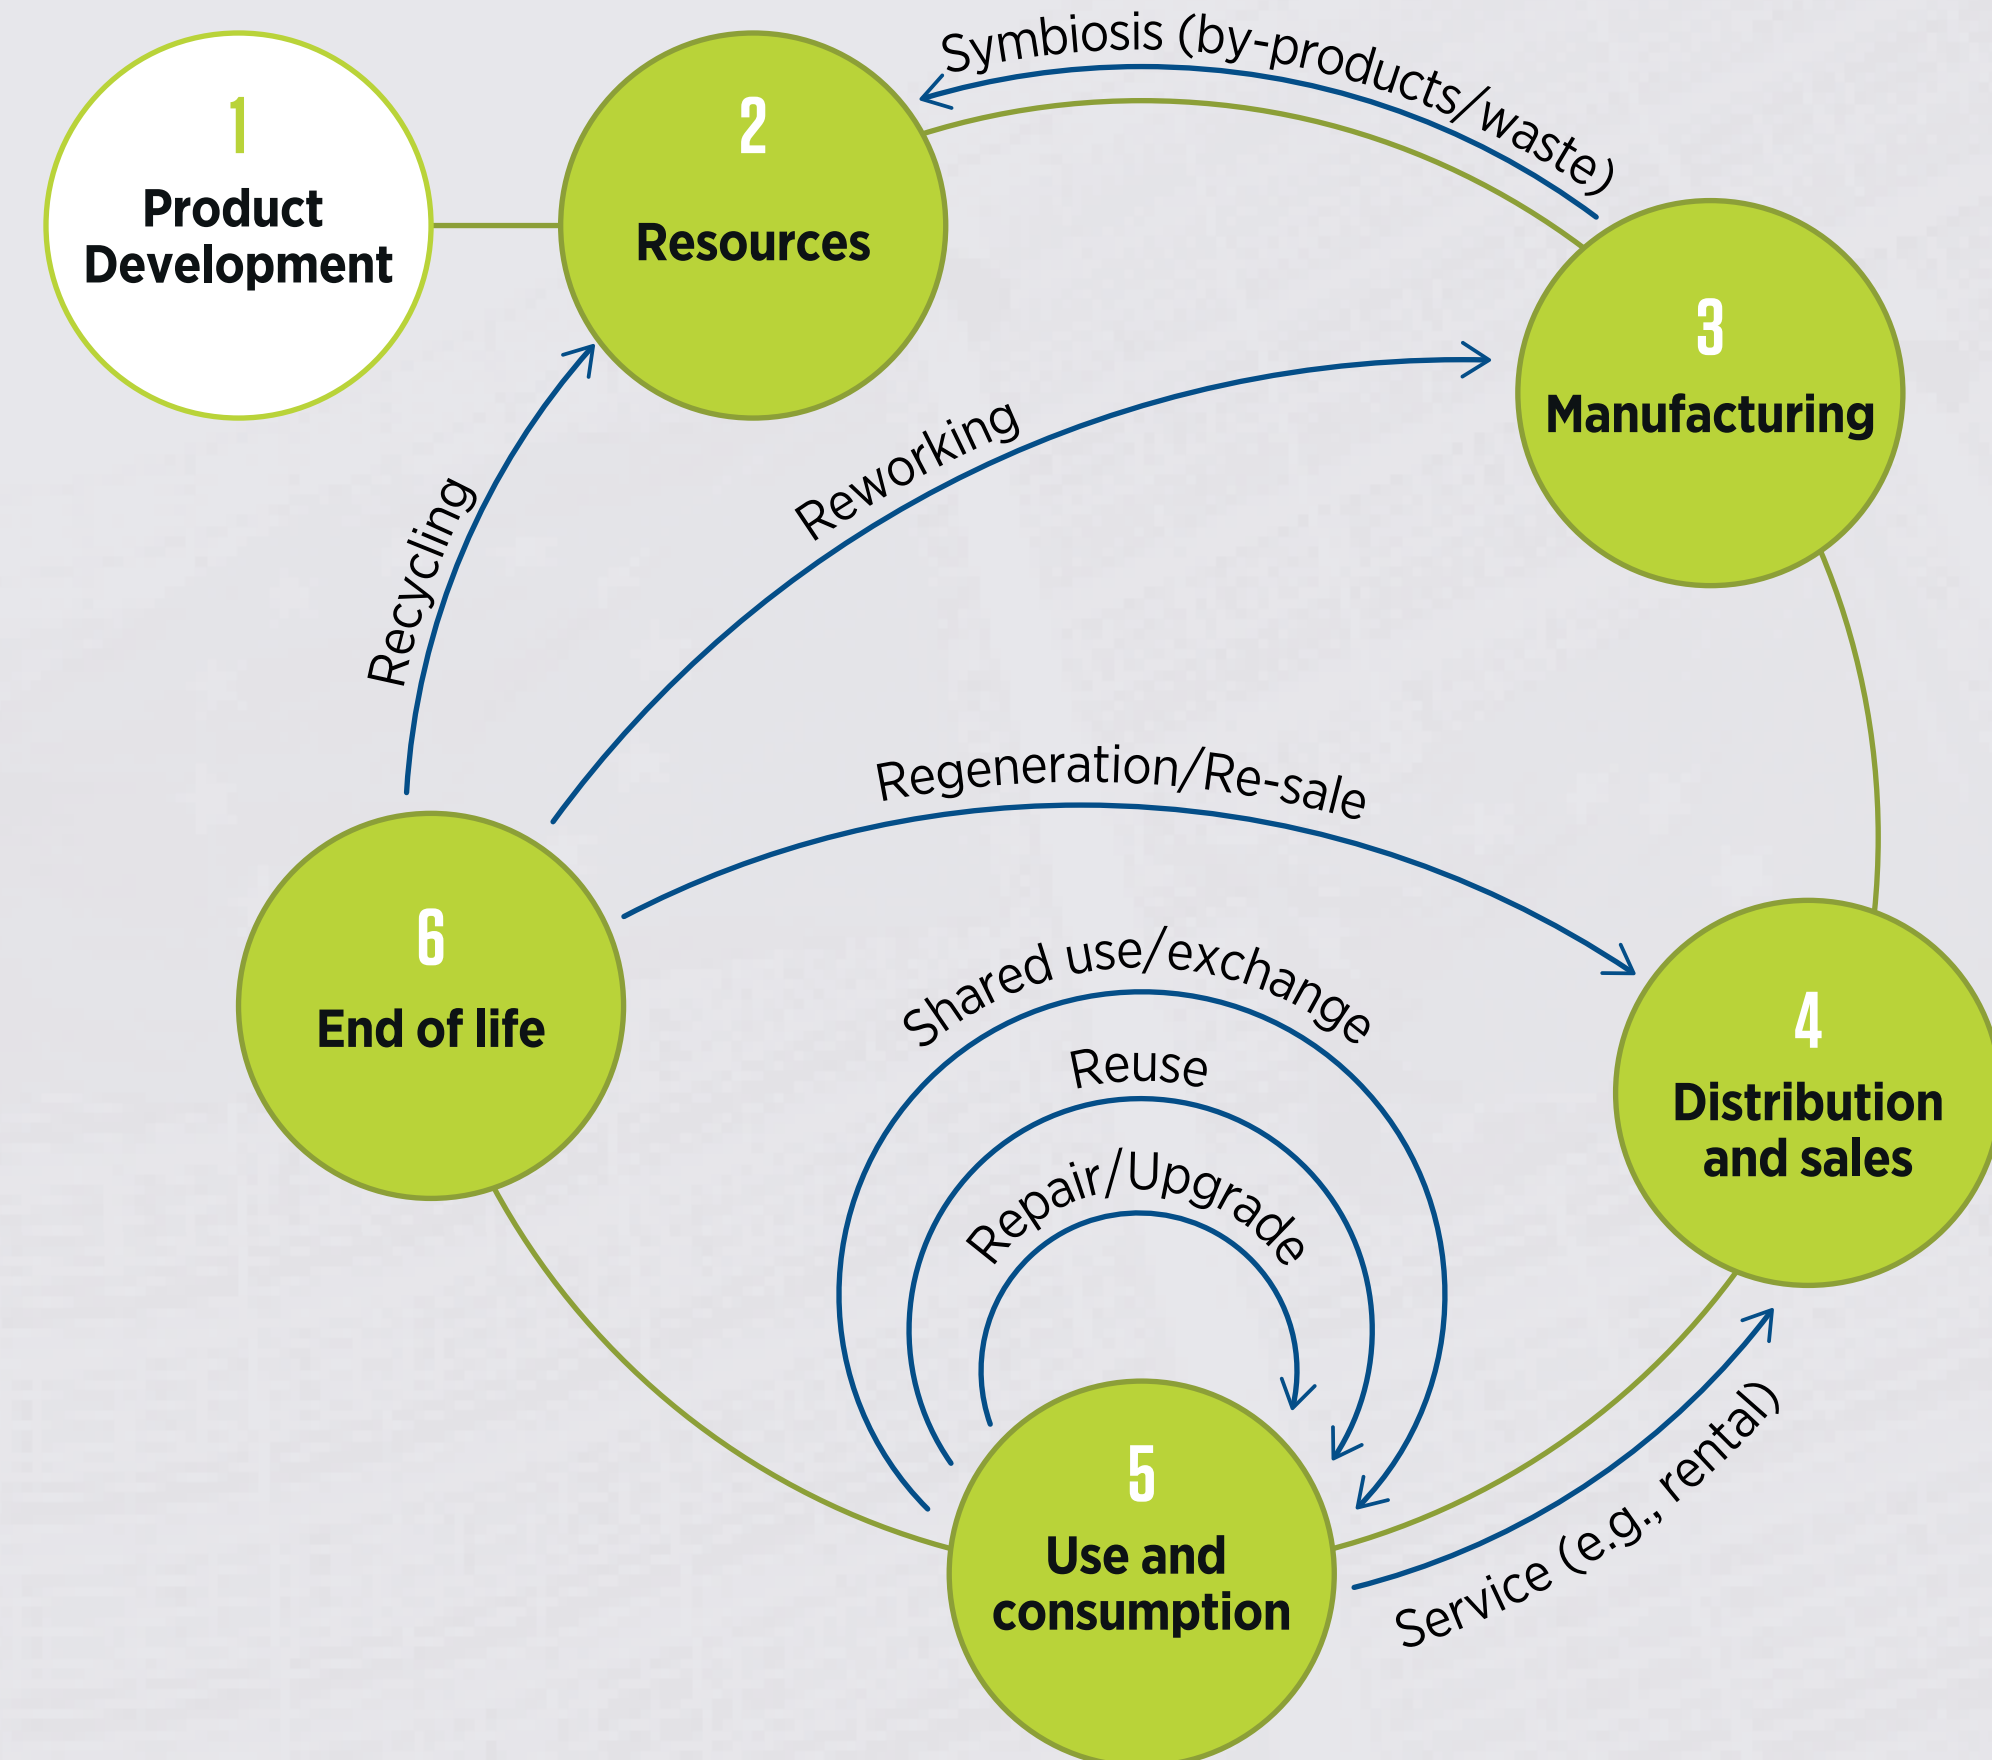 1
Product
Development
2
Resources
Symbiosis (by-products/waste)
3
Manufacturing
Recycling
Reworking
Regeneration/Re-sale
6
End of life
Shared use/exchange
Reuse
Repair/Upgrade
4
Distribution
and sales
5
Use and
consumption
Service (e.g., rental)